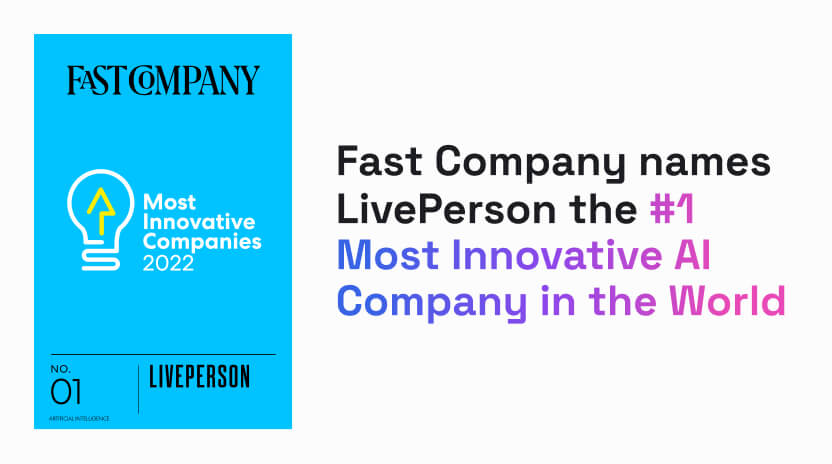 FAST COMPANY
Most
Innovative
Companies
2022
NO.
01
ARTIFICIAL INTELLIGENCE
LIVEPERSON
Fast Company names
LivePerson the #1
Most Innovative AI
Company in the World